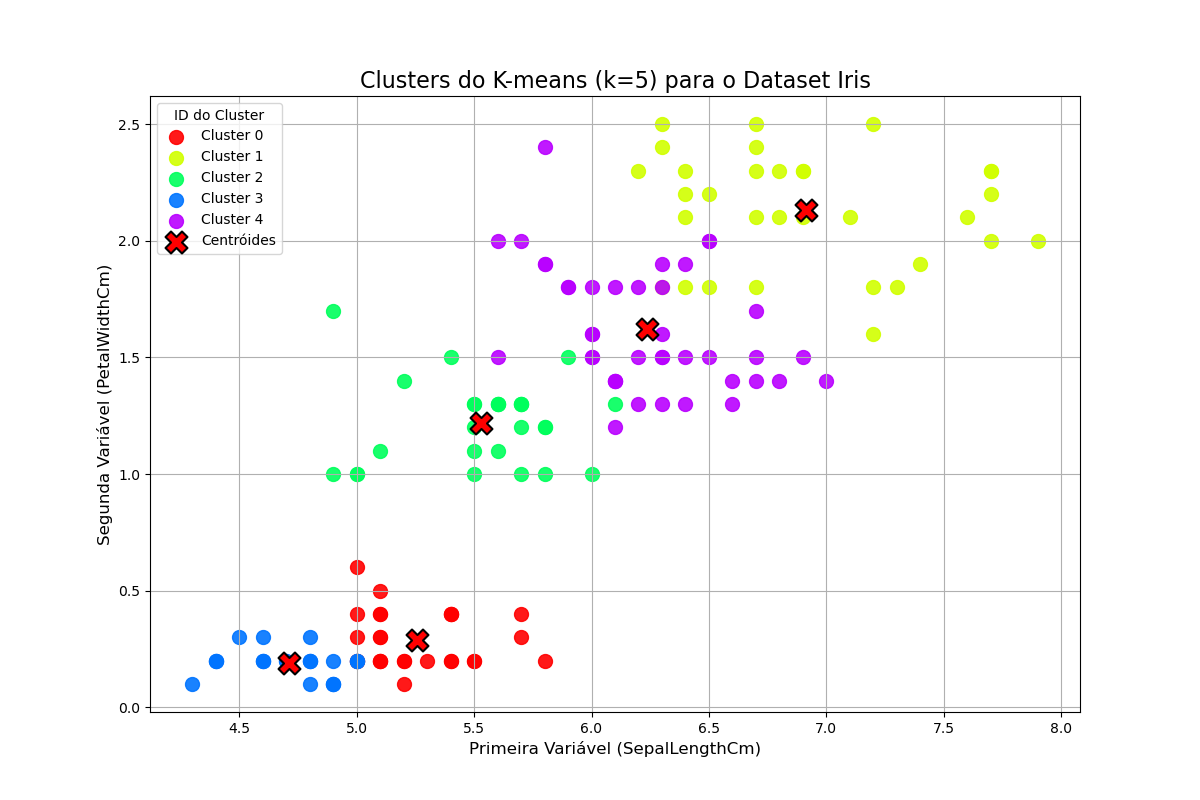 Clusters do K-means (k=5) para o Dataset Iris
ID do Cluster
Cluster 0
Cluster 1
Cluster 2
Cluster 3
Cluster 4
Centróides
Segunda Variável (PetalWidthCm)
2.5
2.0
1.5
1.0
0.5
0.0
4.5 5.0 5.5 6.0 6.5 7.0 7.5 8.0
Primeira Variável (SepalLengthCm)